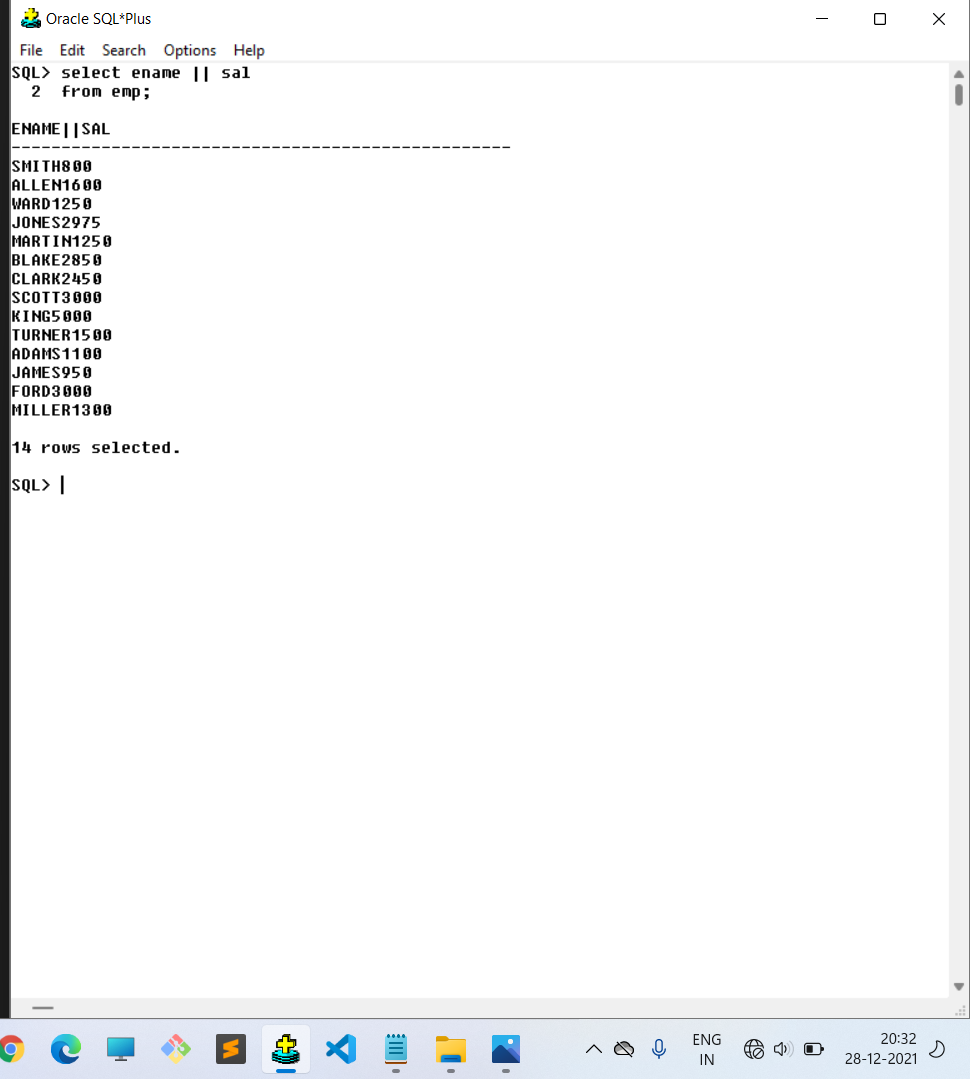 Oracle SQL*Plus
File Edit Search Options Help
SQL> select ename || sal
  2  from emp;
ENAME||SAL
--------------------------------------------------
SMITH800
ALLEN1600
WARD1250
JONES2975
MARTIN1250
BLAKE2850
CLARK2450
SCOTT3000
KING5000
TURNER1500
ADAMS1100
JAMES950
FORD3000
MILLER1300
14 rows selected.
SQL>
ENG
IN
20:32
28-12-2021